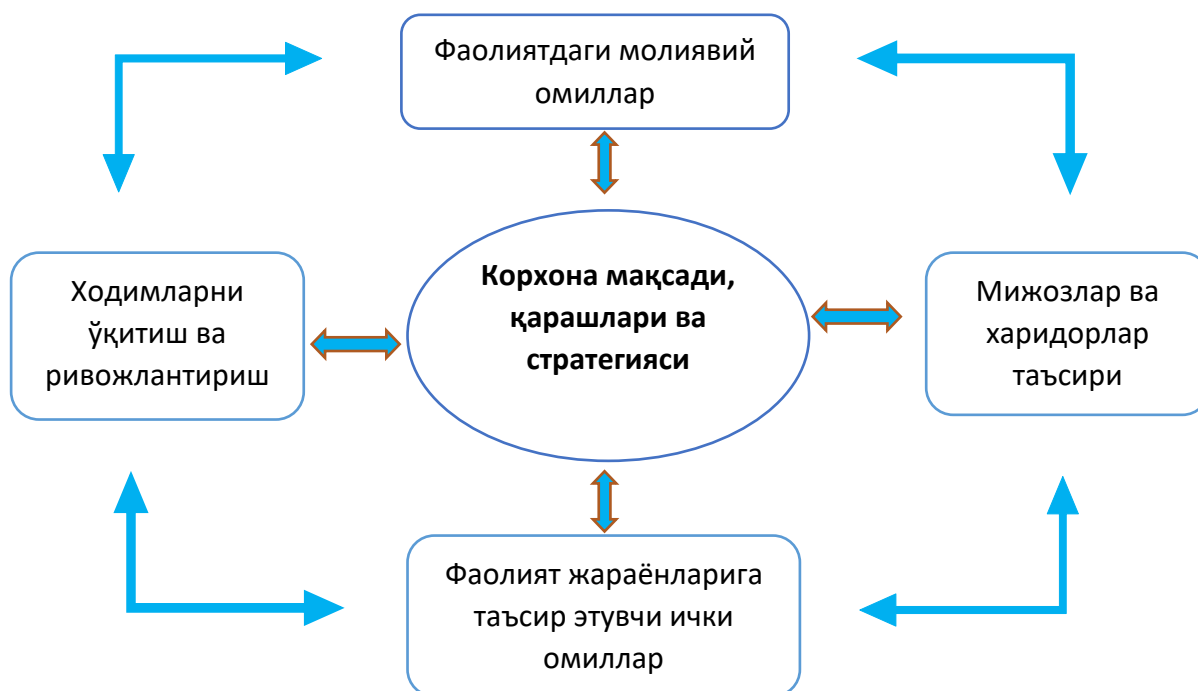 Фаолиятдаги молиявий
омиллар
Ходимларни
ўқитиш ва
ривожлантириш
Корхона мақсади,
қарашлари ва
стратегияси
Мижозлар ва
харидорлар
таъсири
Фаолият жараёнларига
таъсир этувчи ички
омиллар